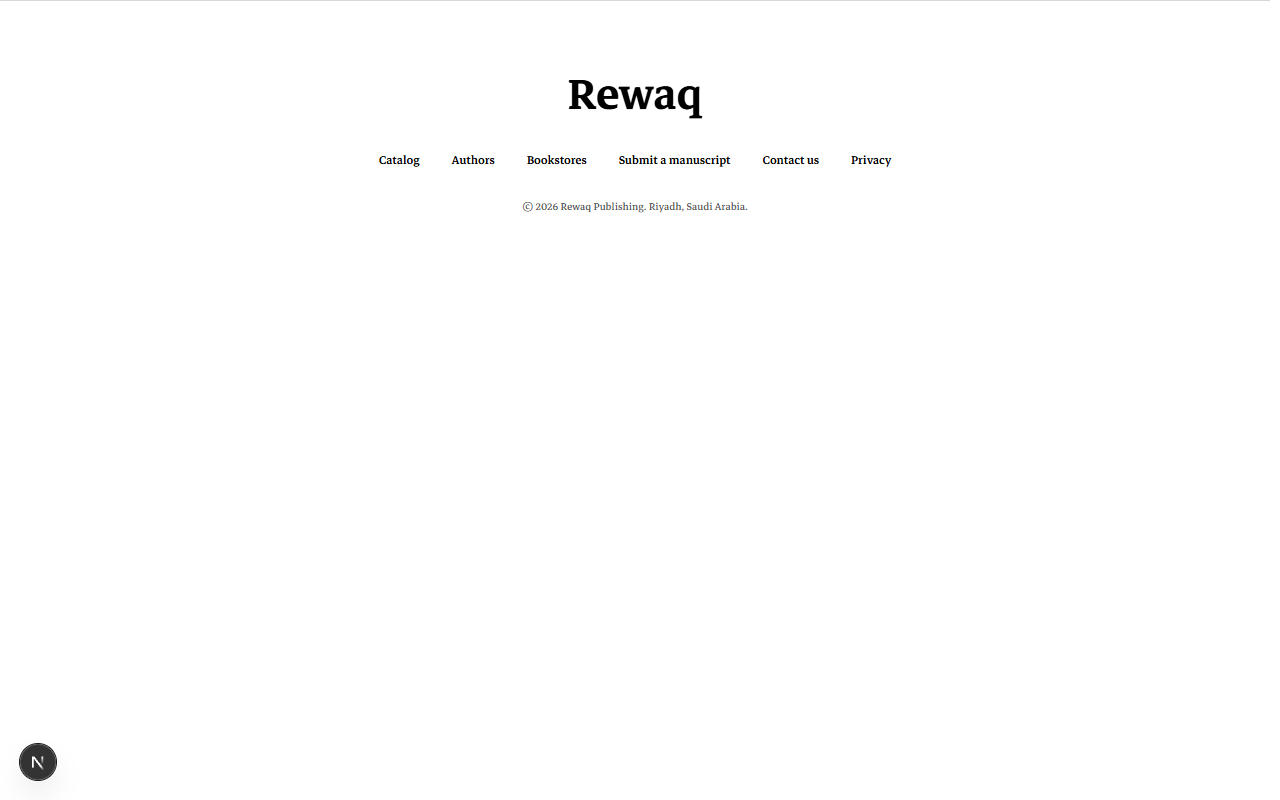 Rewaq
Catalog Authors Bookstores Submit a manuscript Contact us Privacy
© 2026 Rewaq Publishing. Riyadh, Saudi Arabia.
N